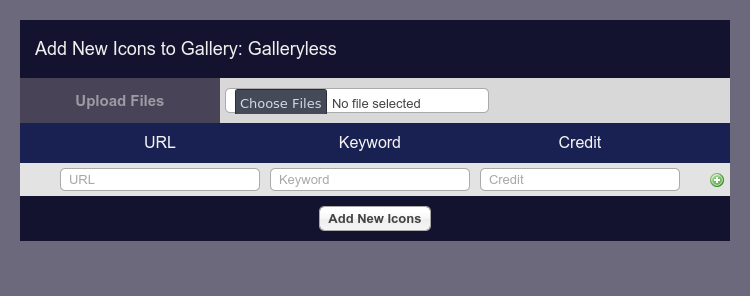 Add New Icons to Gallery: Galleryless
Upload Files Choose Files No file selected
URL Keyword Credit
URL Keyword Credit
Add New Icons